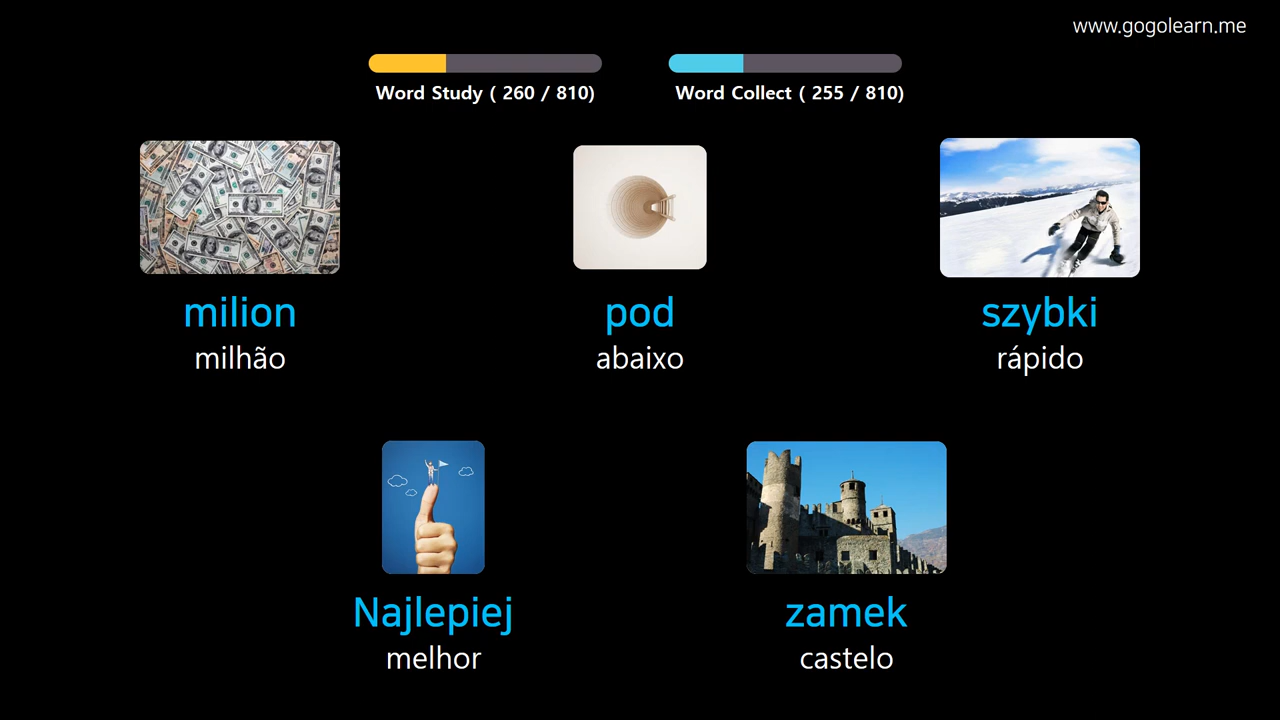 www.gogolearn.me
Word Study ( 260 / 810)
Word Collect ( 255 / 810)
milion
milhão
pod
abaixo
szybki
rápido
Najlepiej
melhor
zamek
castelo